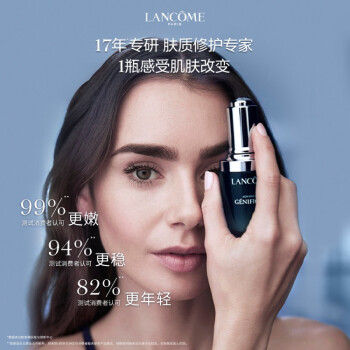 LANCÔME
PARIS
17年专研 肤质修护专家
1瓶感受肌肤改变
LANCÔM
GÉNIFI
99%** 更嫩
测试消费者认可
94%** 更稳
测试消费者认可
82%** 更年轻
测试消费者认可